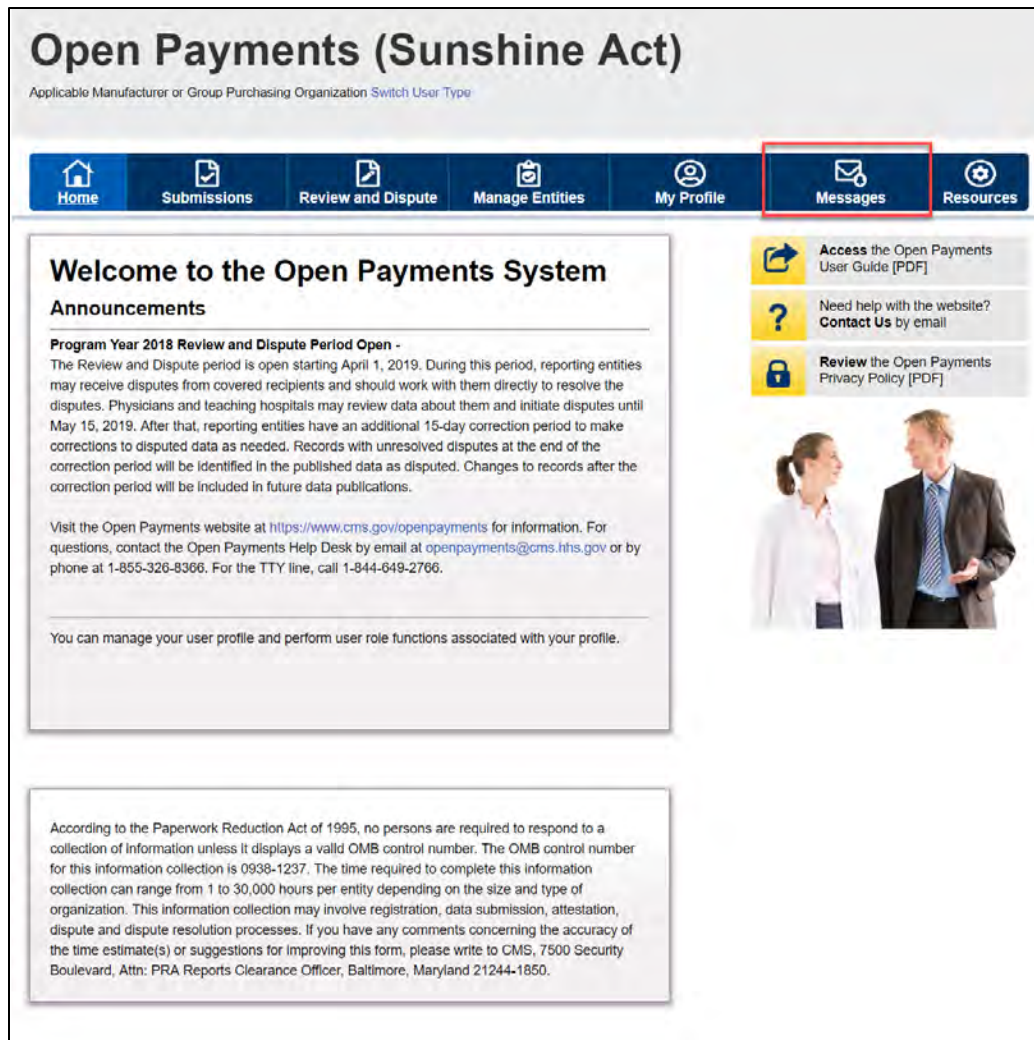 Open Payments (Sunshine Act)
Applicable Manufacturer or Group Purchasing Organization Switch User Type
Home
Submissions
Review and Dispute
Manage Entities
My Profile
Messages
Resources
Welcome to the Open Payments System
Announcements
Program Year 2018 Review and Dispute Period Open -
The Review and Dispute period is open starting April 1, 2019. During this period, reporting entities
may receive disputes from covered recipients and should work with them directly to resolve the
disputes. Physicians and teaching hospitals may review data about them and initiate disputes until
May 15, 2019. After that, reporting entities have an additional 15-day correction period to make
corrections to disputed data as needed. Records with unresolved disputes at the end of the
correction period will be identified in the published data as disputed. Changes to records after the
correction period will be included in future data publications.
Visit the Open Payments website at https://www.cms.gov/openpayments for information. For
questions, contact the Open Payments Help Desk by email at openpayments@cms.hhs.gov or by
phone at 1-855-326-8366. For the TTY line, call 1-844-649-2766.
You can manage your user profile and perform user role functions associated with your profile.
Access the Open Payments
User Guide [PDF]
?
Need help with the website?
Contact Us by email
Review the Open Payments
Privacy Policy [PDF]
According to the Paperwork Reduction Act of 1995, no persons are required to respond to a
collection of information unless it displays a valid OMB control number. The OMB control number
for this information collection is 0938-1237. The time required to complete this information
collection can range from 1 to 30,000 hours per entity depending on the size and type of
organization. This information collection may involve registration, data submission, attestation,
dispute and dispute resolution processes. If you have any comments concerning the accuracy of
the time estimate(s) or suggestions for improving this form, please write to CMS, 7500 Security
Boulevard, Attn: PRA Reports Clearance Officer, Baltimore, Maryland 21244-1850.